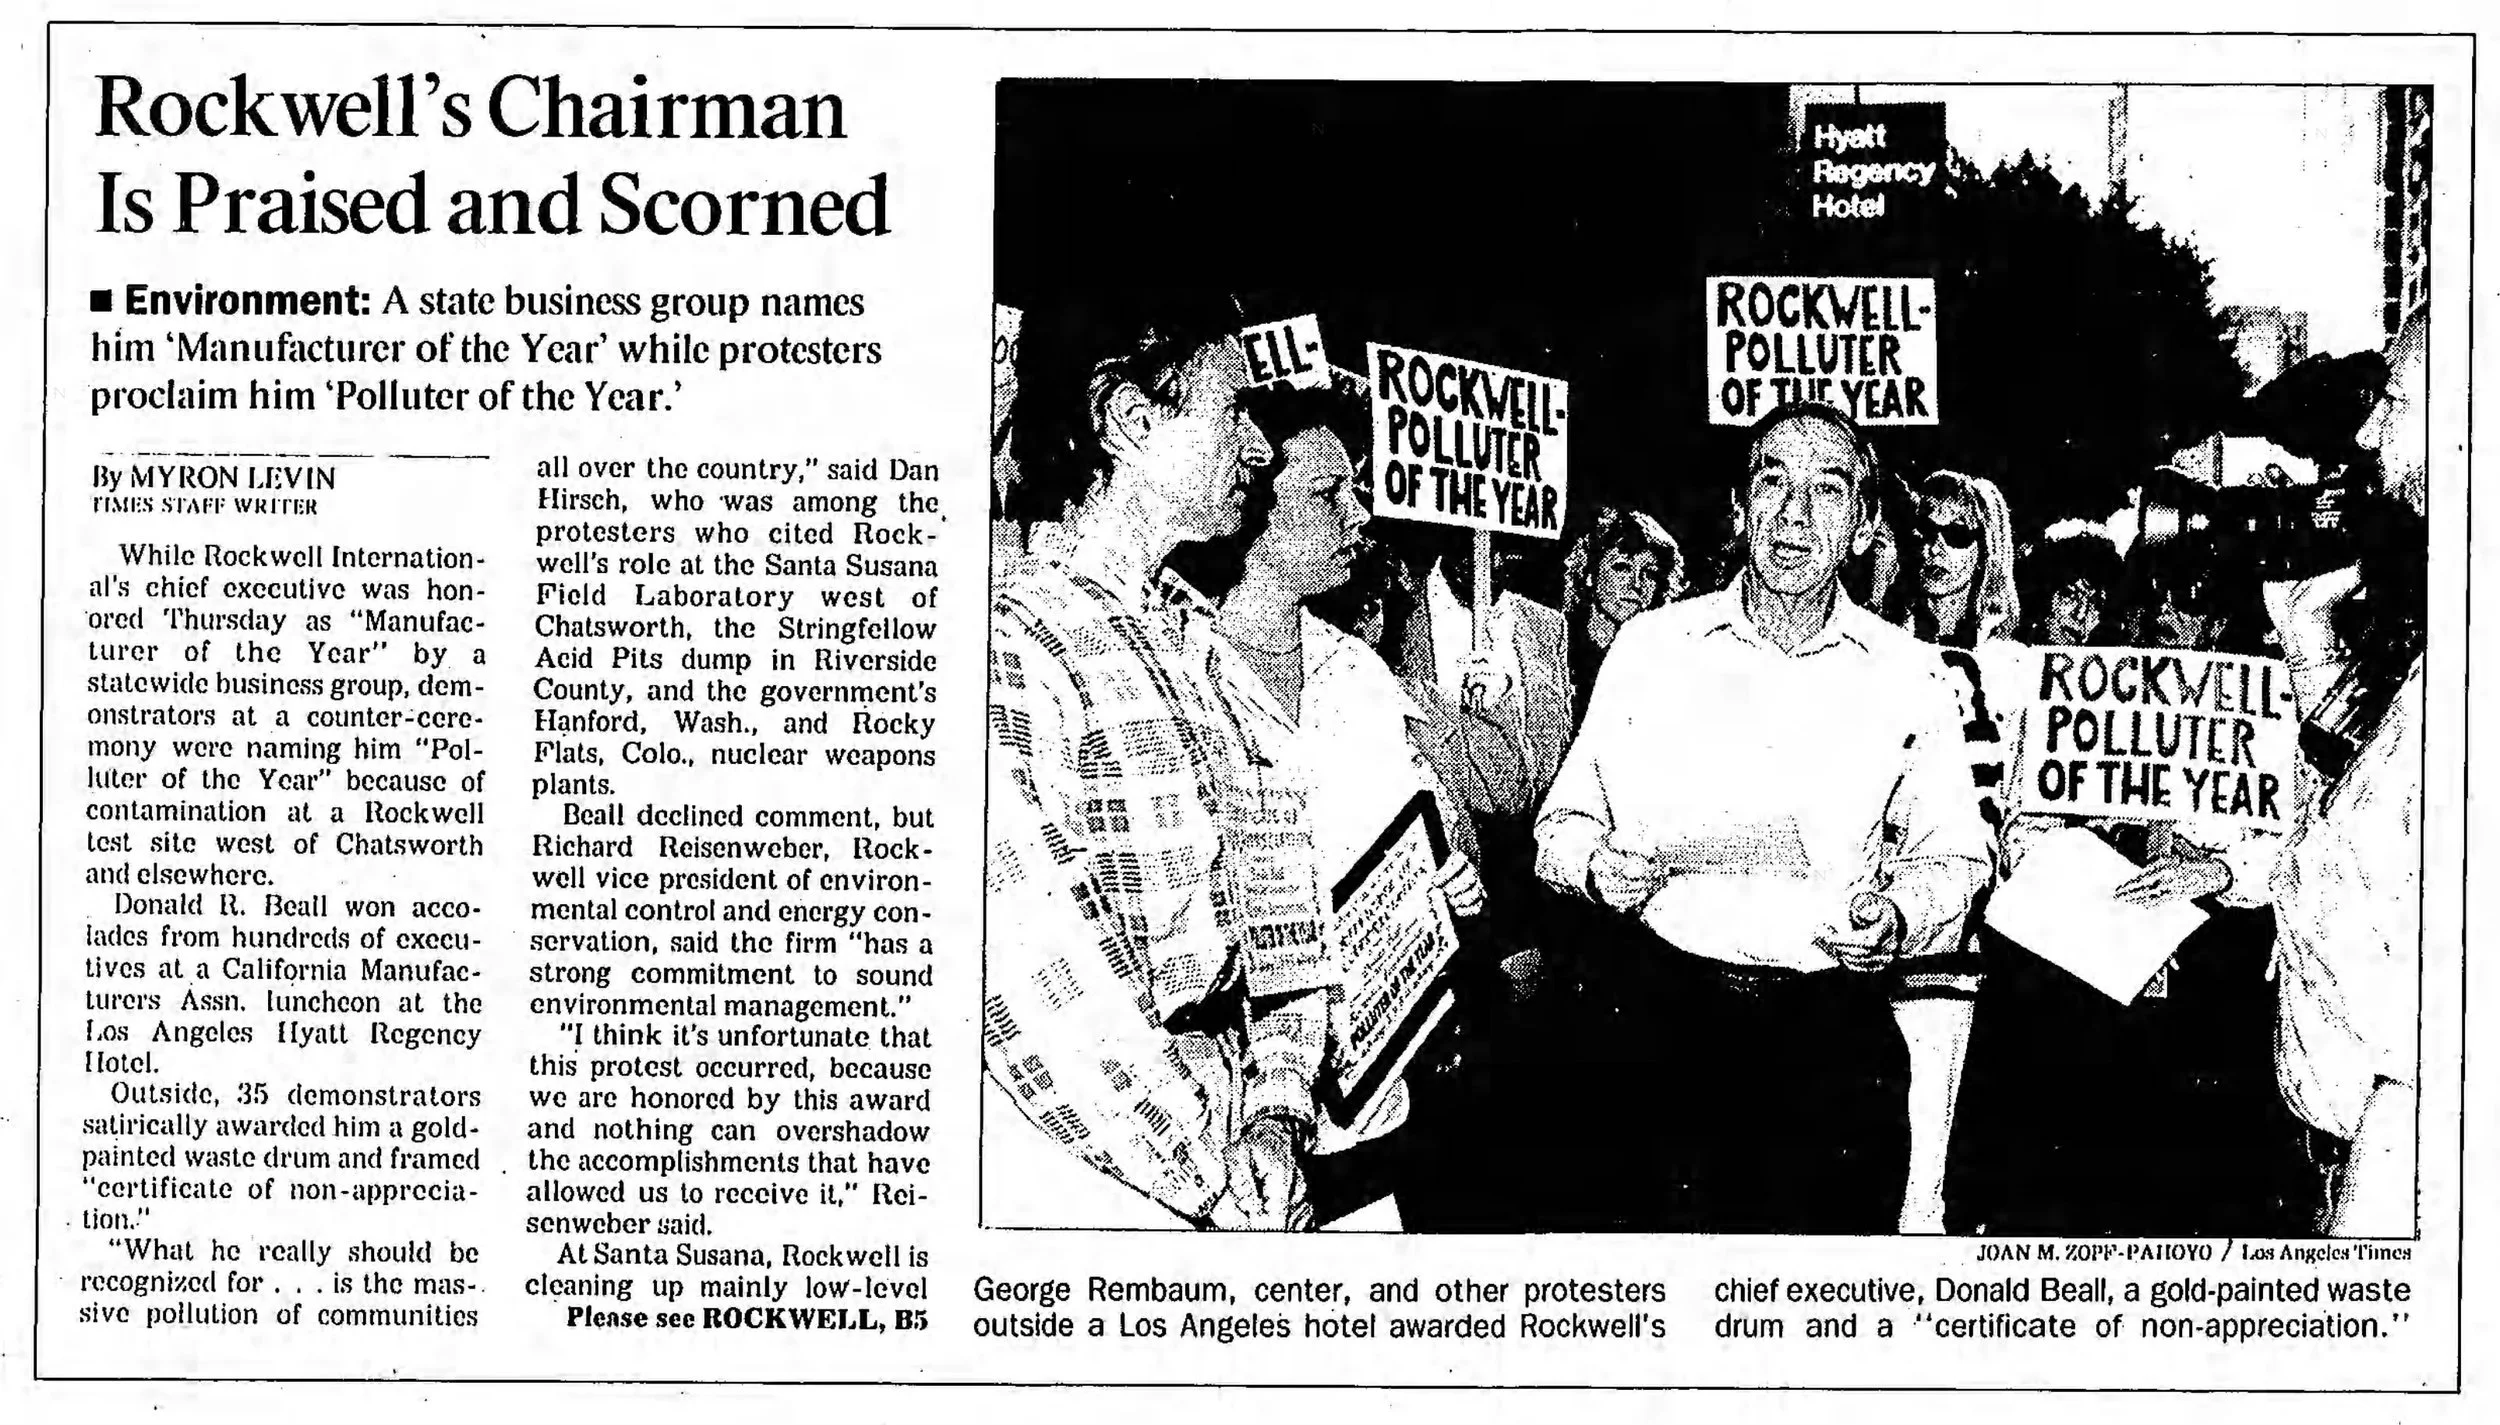 Rockwell's Chairman
Is Praised and Scorned
■ Environment: A state business group names
him 'Manufacturer of the Year' while protesters
proclaim him 'Polluter of the Year.'
By MYRON LEVIN
TIMES STAFF WRITER
While Rockwell Internation-
al's chief executive was hon-
ored Thursday as "Manufac-
turer of the Year" by a
statewide business group, dem-
onstrators at a counter-cere-
mony were naming him "Pol-
luter of the Year" because of
contamination at a Rockwell
test site west of Chatsworth
and elsewhere.
Donald R. Beall won acco-
lades from hundreds of execu-
tives at a California Manufac-
turers Assn. luncheon at the
Los Angeles Hyatt Regency
Hotel.
Outside, 35 demonstrators
satirically awarded him a gold-
painted waste drum and framed
"certificate of non-apprecia-
tion."
"What he really should be
recognized for . . . is the mas-
sive pollution of communities
all over the country," said Dan
Hirsch, who was among the
protesters who cited Rock-
well's role at the Santa Susana
Field Laboratory west of
Chatsworth, the Stringfellow
Acid Pits dump in Riverside
County, and the government's
Hanford, Wash., and Rocky
Flats, Colo., nuclear weapons
plants.
Beall declined comment, but
Richard Reisenweber, Rock-
well vice president of environ-
mental control and energy con-
servation, said the firm "has a
strong commitment to sound
environmental management."
"I think it's unfortunate that
this protest occurred, because
we are honored by this award
and nothing can overshadow
the accomplishments that have
allowed us to receive it," Rei-
senweber said.
At Santa Susana, Rockwell is
cleaning up mainly low-level
Please see ROCKWELL, B5
Hyatt
Regency
Hotel
ELL-
ROCKWELL-
POLLUTER
OF THE YEAR
ROCKWELL-
POLLUTER
OF THE YEAR
ROCKWELL-
POLLUTER
OF THE YEAR
POLLUTER OF THE YEAR
JOAN M. ZOPF-PAHOYO / Los Angeles Times
George Rembaum, center, and other protesters
outside a Los Angeles hotel awarded Rockwell's
chief executive, Donald Beall, a gold-painted waste
drum and a "certificate of non-appreciation."